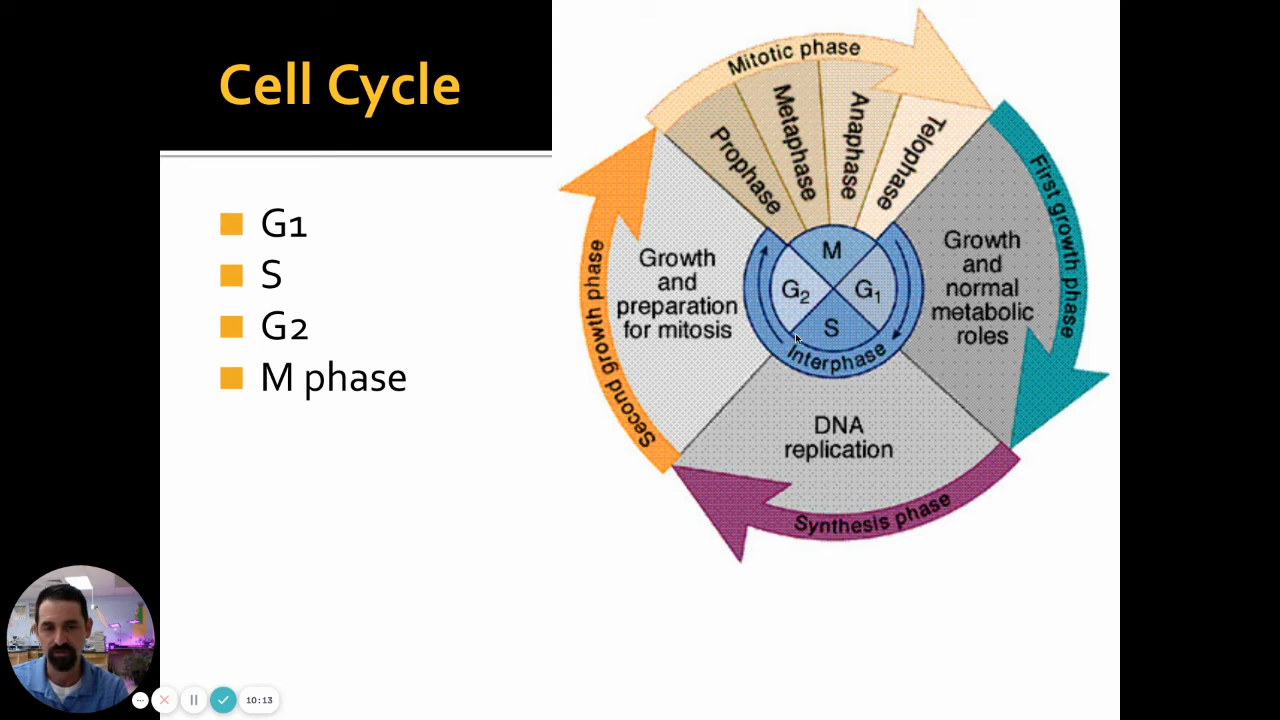 Cell Cycle
G1
S
G2
M phase
Mitotic phase
Prophase
Metaphase
Anaphase
Telophase
First growth phase
Growth
and
normal
metabolic
roles
Growth
and
preparation
for mitosis
Second growth phase
M
G2
G1
S
Interphase
DNA
replication
Synthesis phase
10:13